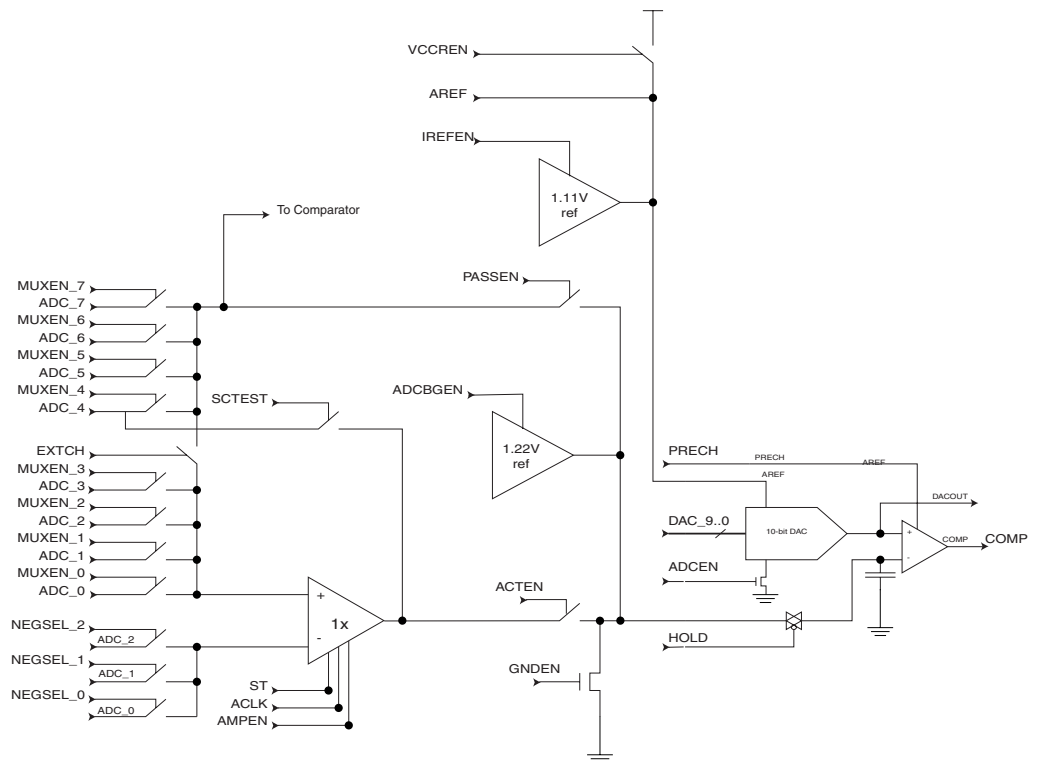 VCCREN
AREF
IREFEN
1.11V
ref
To Comparator
PASSEN
MUXEN_7
ADC_7
MUXEN_6
ADC_6
MUXEN_5
ADC_5
MUXEN_4
ADC_4
SCTEST
ADCBGEN
1.22V
ref
EXTCH
MUXEN_3
ADC_3
MUXEN_2
ADC_2
MUXEN_1
ADC_1
MUXEN_0
ADC_0
PRECH
PRECH
AREF
AREF
DACOUT
DAC_9..0
10-bit DAC
+
-
COMP
COMP
ADCEN
ACTEN
+
1x
-
NEGSEL_2
ADC_2
NEGSEL_1
ADC_1
NEGSEL_0
ADC_0
HOLD
GNDEN
ST
ACLK
AMPEN